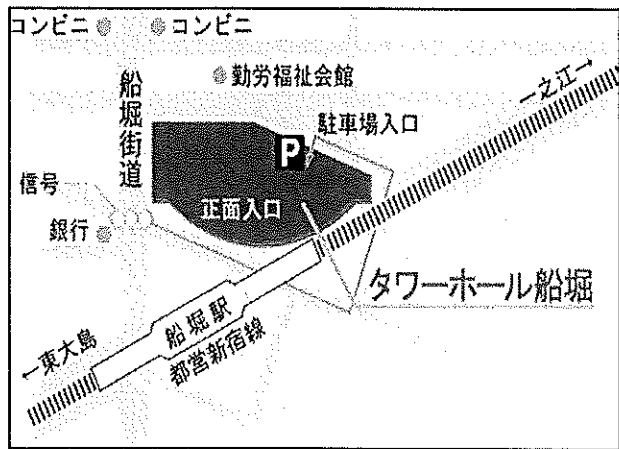 コンビニ
コンビニ
船堀街道
勤労福祉会館
一之江→
駐車場入口
P
信号
正面入口
銀行
タワーホール船堀
船堀駅
都営新宿線
←東大島